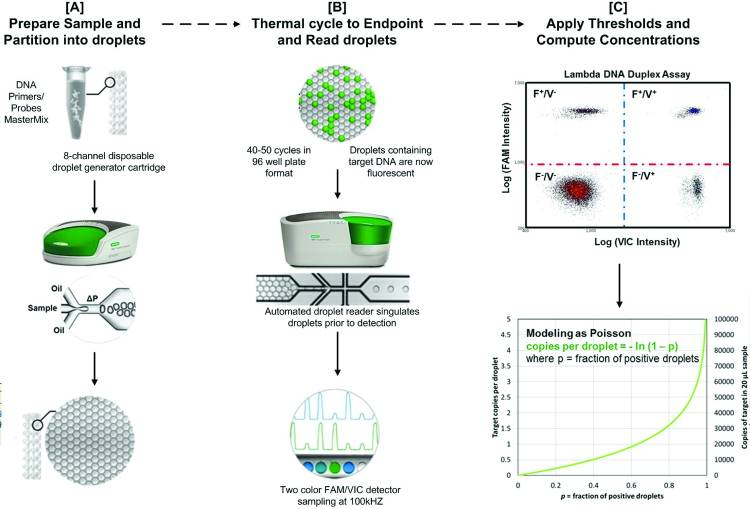 [A]
Prepare Sample and
Partition into droplets
DNA
Primers/
Probes
MasterMix
8-channel disposable
droplet generator cartridge
Oil
ΔP
Sample
Oil
[B]
Thermal cycle to Endpoint
and Read droplets
40-50 cycles in
96 well plate
format
Droplets containing
target DNA are now
fluorescent
Automated droplet reader singulates
droplets prior to detection
Two color FAM/VIC detector
sampling at 100kHZ
[C]
Apply Thresholds and
Compute Concentrations
Lambda DNA Duplex Assay
F⁺/V⁻
F⁺/V⁺
F⁻/V⁻
F⁻/V⁺
Log (FAM Intensity)
Log (VIC Intensity)
Modeling as Poisson
copies per droplet = - ln (1 – p)
where p = fraction of positive droplets
Target copies per droplet
5
4.5
4
3.5
3
2.5
2
1.5
1
0.5
0
100000
90000
80000
70000
60000
50000
40000
30000
20000
10000
0
Copies of target in 20 µL sample
0
0.2
0.4
0.6
0.8
1
p = fraction of positive droplets